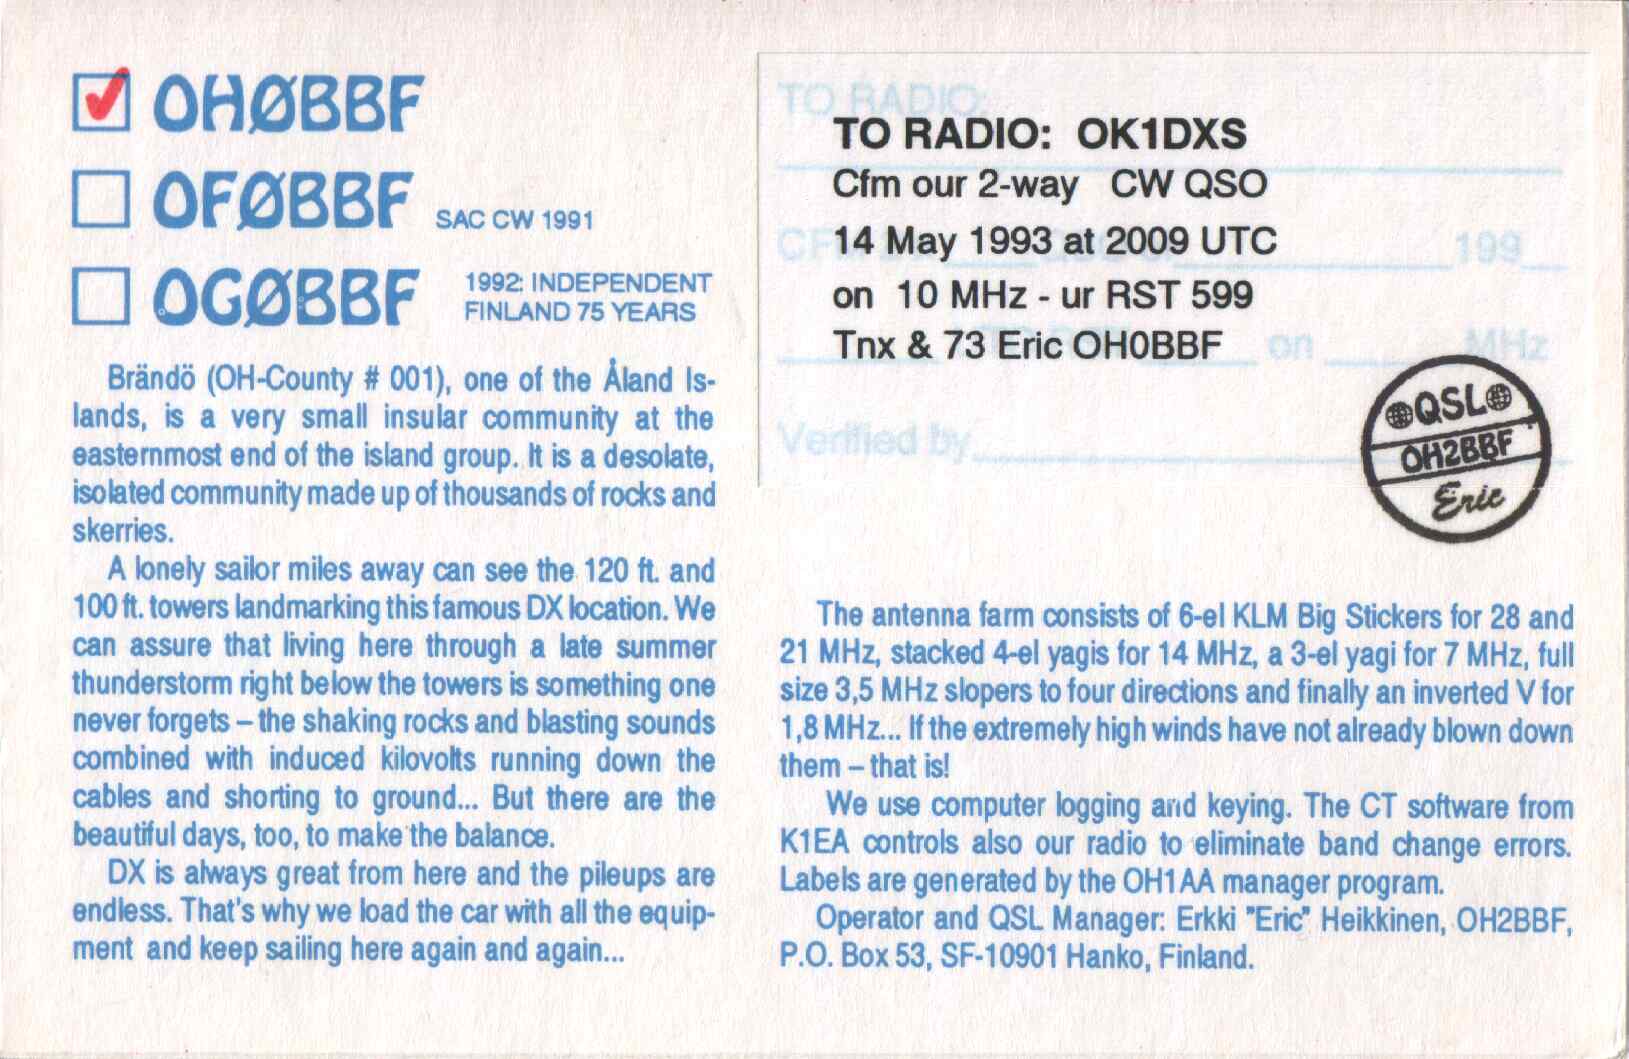 OHØBBF
OFØBBF SAC CW 1991
OGØBBF 1992: INDEPENDENT
FINLAND 75 YEARS
Brändö (OH-County # 001), one of the Åland Is-
lands, is a very small insular community at the
easternmost end of the island group. It is a desolate,
isolated community made up of thousands of rocks and
skerries.
A lonely sailor miles away can see the 120 ft. and
100 ft. towers landmarking this famous DX location. We
can assure that living here through a late summer
thunderstorm right below the towers is something one
never forgets – the shaking rocks and blasting sounds
combined with induced kilovolts running down the
cables and shorting to ground... But there are the
beautiful days, too, to make the balance.
DX is always great from here and the pileups are
endless. That's why we load the car with all the equip-
ment and keep sailing here again and again...
TO RADIO:
TO RADIO: OK1DXS
Cfm our 2-way CW QSO
14 May 1993 at 2009 UTC
199
on 10 MHz - ur RST 599
Tnx & 73 Eric OH0BBF
on MHz
Verified by
QSL
OH2BBF
Eric
The antenna farm consists of 6-el KLM Big Stickers for 28 and
21 MHz, stacked 4-el yagis for 14 MHz, a 3-el yagi for 7 MHz, full
size 3,5 MHz slopers to four directions and finally an inverted V for
1,8 MHz... If the extremely high winds have not already blown down
them – that is!
We use computer logging and keying. The CT software from
K1EA controls also our radio to eliminate band change errors.
Labels are generated by the OH1AA manager program.
Operator and QSL Manager: Erkki "Eric" Heikkinen, OH2BBF,
P.O. Box 53, SF-10901 Hanko, Finland.